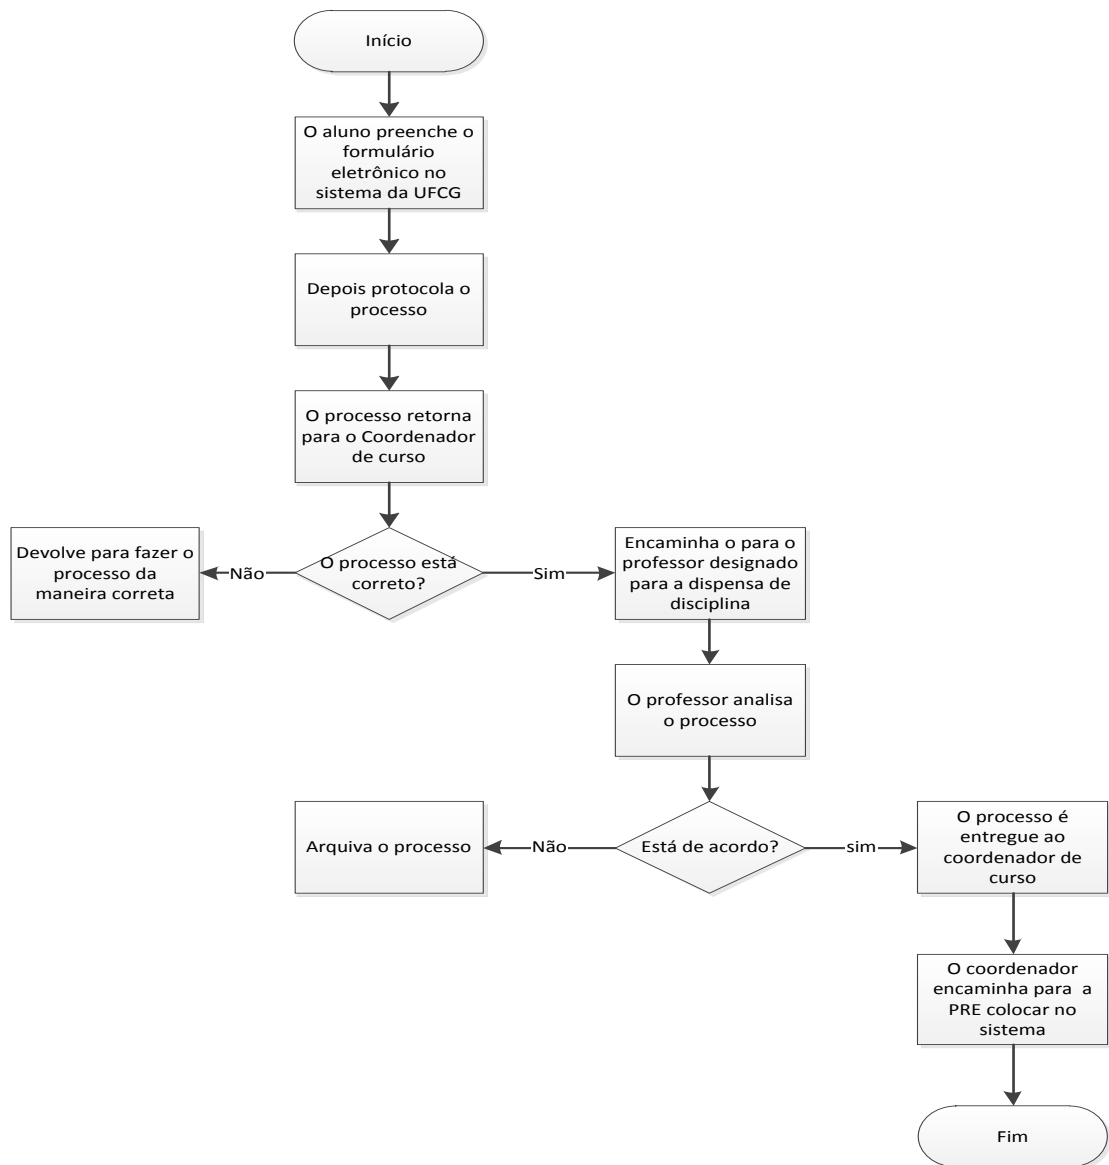 Início
O aluno preenche o
formulário
eletrônico no
sistema da UFCG
Depois protocola o
processo
O processo retorna
para o Coordenador
de curso
Devolve para fazer o
processo da
maneira correta
Não
O processo está
correto?
Sim
Encaminha o para o
professor designado
para a dispensa de
disciplina
O professor analisa
o processo
Arquiva o processo
Não
Está de acordo?
sim
O processo é
entregue ao
coordenador de
curso
O coordenador
encaminha para a
PRE colocar no
sistema
Fim